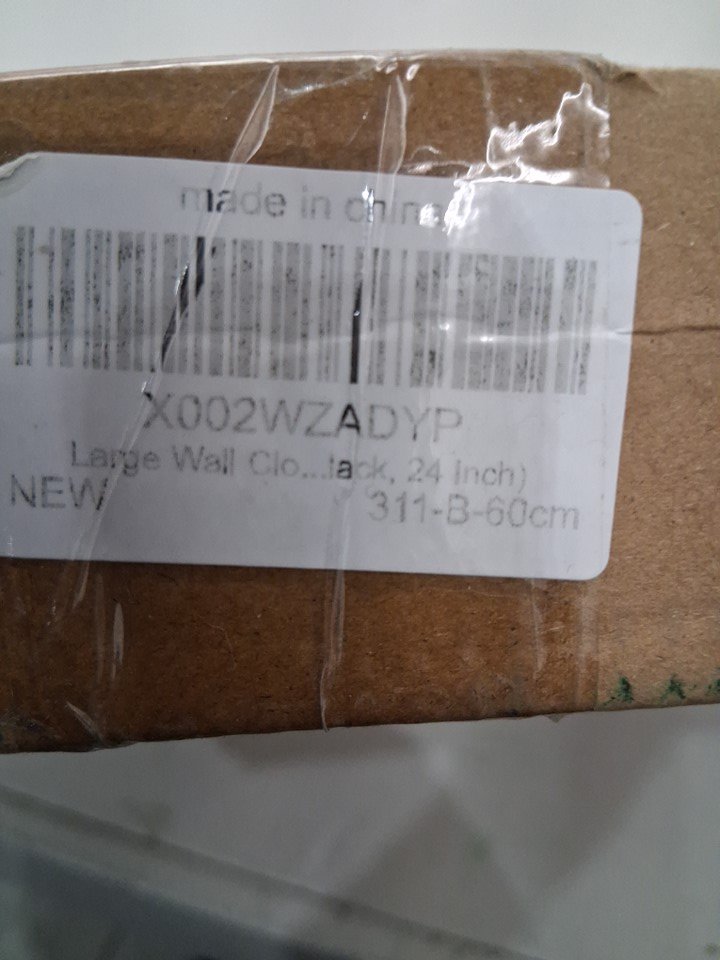 made in china
X002WZADYP
Large Wall Clo...lack, 24 Inch)
NEW
311-B-60cm